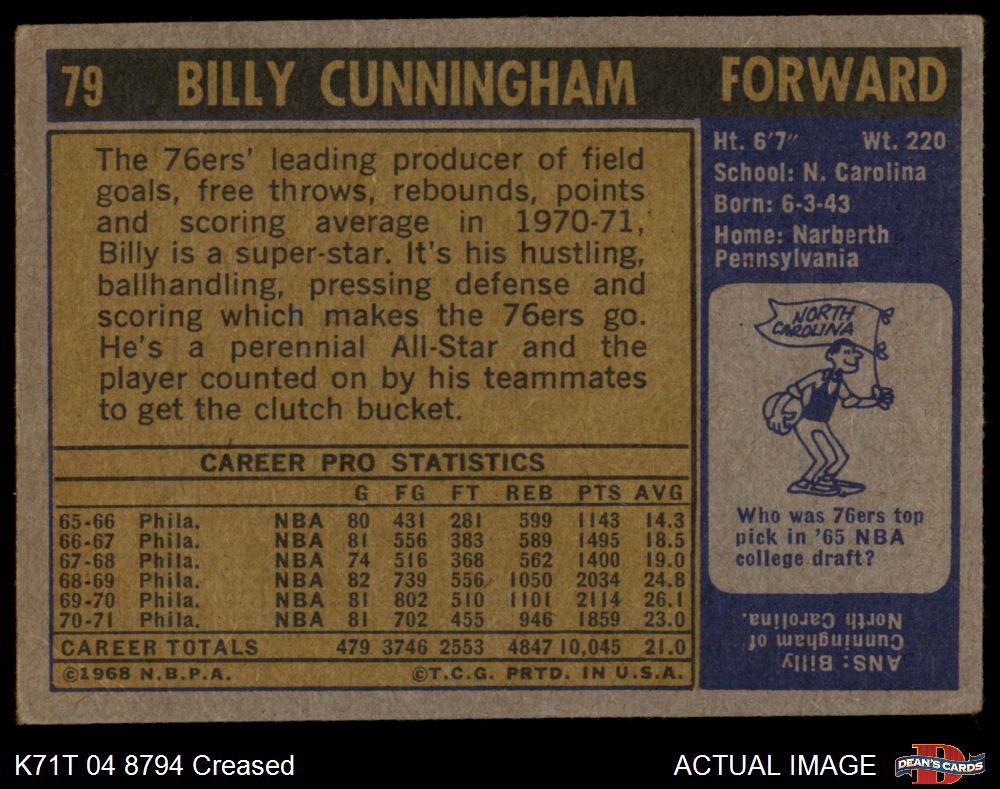 79 BILLY CUNNINGHAM FORWARD
The 76ers' leading producer of field
goals, free throws, rebounds, points
and scoring average in 1970-71,
Billy is a super-star. It's his hustling,
ballhandling, pressing defense and
scoring which makes the 76ers go.
He's a perennial All-Star and the
player counted on by his teammates
to get the clutch bucket.
CAREER PRO STATISTICS
G FG FT REB PTS AVG
65-66 Phila. NBA 80 431 281 599 1143 14.3
66-67 Phila. NBA 81 556 383 589 1495 18.5
67-68 Phila. NBA 74 516 368 562 1400 19.0
68-69 Phila. NBA 82 739 556 1050 2034 24.8
69-70 Phila. NBA 81 802 510 1101 2114 26.1
70-71 Phila. NBA 81 702 455 946 1859 23.0
CAREER TOTALS 479 3746 2553 4847 10,045 21.0
©1968 N.B.P.A. ©T.C.G. PRTD. IN U.S.A.
Ht. 6'7" Wt. 220
School: N. Carolina
Born: 6-3-43
Home: Narberth
Pennsylvania
NORTH
CAROLINA
Who was 76ers top
pick in '65 NBA
college draft?
ANS: Billy
Cunningham of
North Carolina.
K71T 04 8794 Creased ACTUAL IMAGE
DEAN'S CARDS